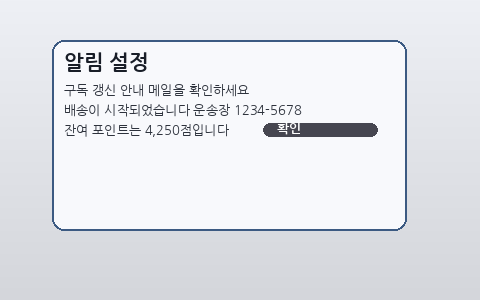 알림 설정
구독 갱신 안내 메일을 확인하세요
배송이 시작되었습니다 운송장 1234-5678
잔여 포인트는 4,250점입니다
확인